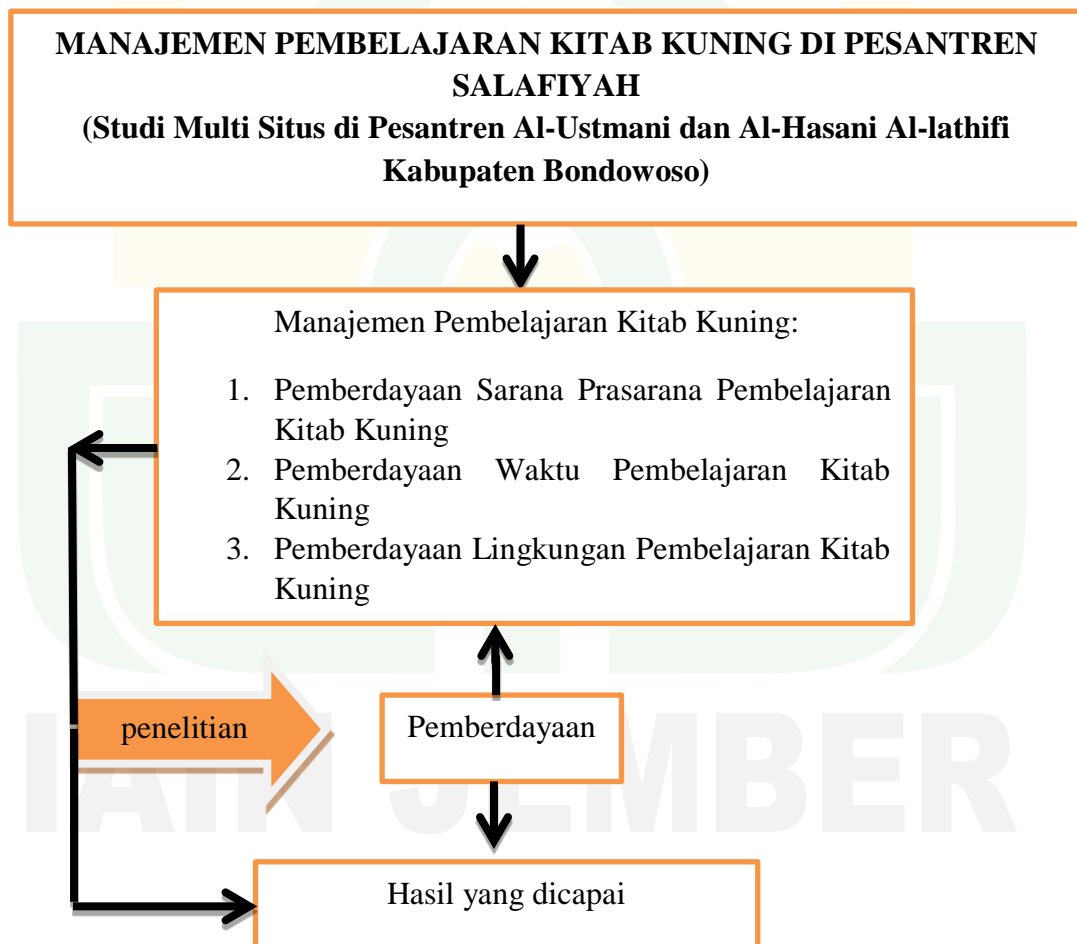 MANAJEMEN PEMBELAJARAN KITAB KUNING DI PESANTREN
SALAFIYAH
(Studi Multi Situs di Pesantren Al-Ustmani dan Al-Hasani Al-lathifi
Kabupaten Bondowoso)
Manajemen Pembelajaran Kitab Kuning:
1. Pemberdayaan Sarana Prasarana Pembelajaran
Kitab Kuning
2. Pemberdayaan Waktu Pembelajaran Kitab
Kuning
3. Pemberdayaan Lingkungan Pembelajaran Kitab
Kuning
penelitian
Pemberdayaan
IAIN JEMBER
Hasil yang dicapai